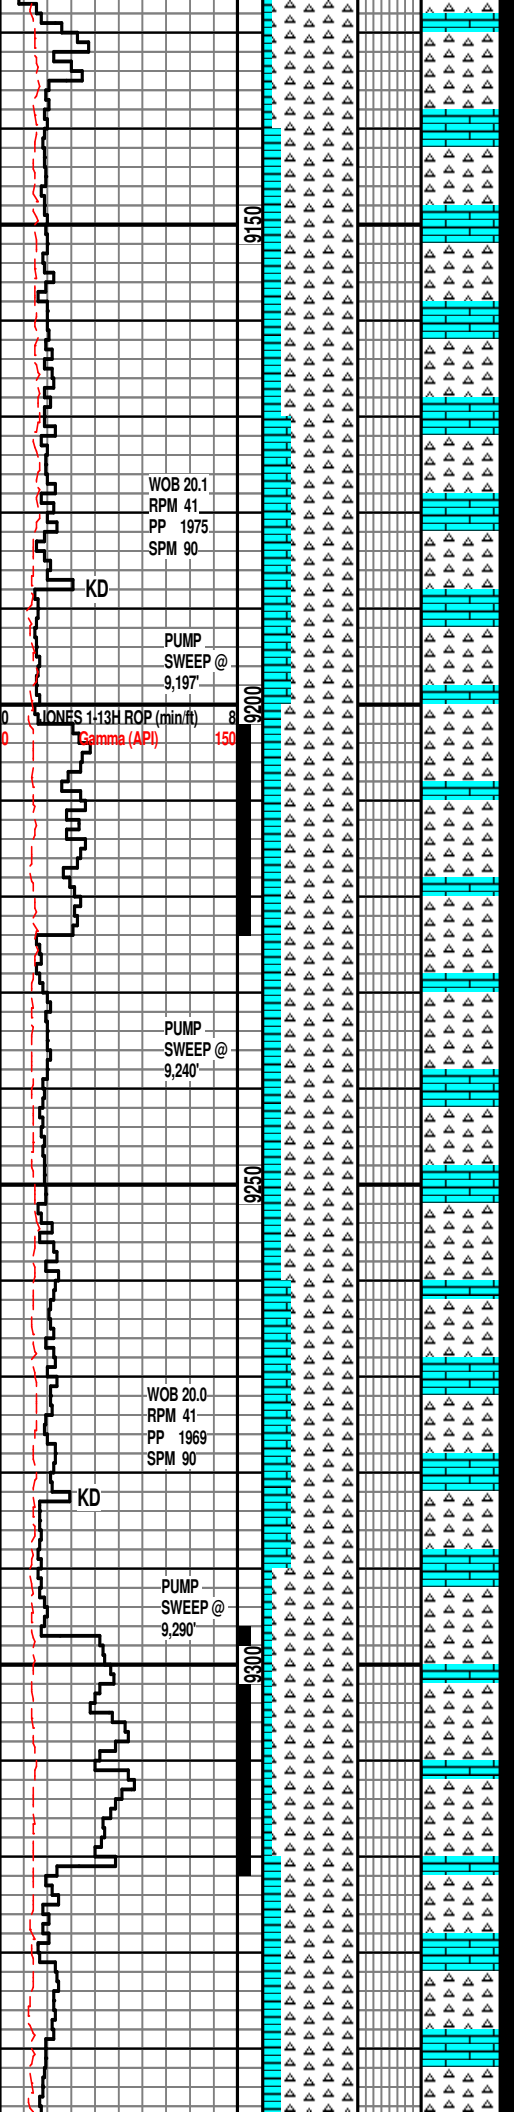 9150
WOB 20.1
RPM 41
PP 1975
SPM 90
KD
PUMP
SWEEP @
9,197'
9200
0 JONES 1-13H ROP (min/ft) 8
0 Gamma (API) 150
PUMP
SWEEP @
9,240'
9250
WOB 20.0
RPM 41
PP 1969
SPM 90
KD
PUMP
SWEEP @
9,290'
9300